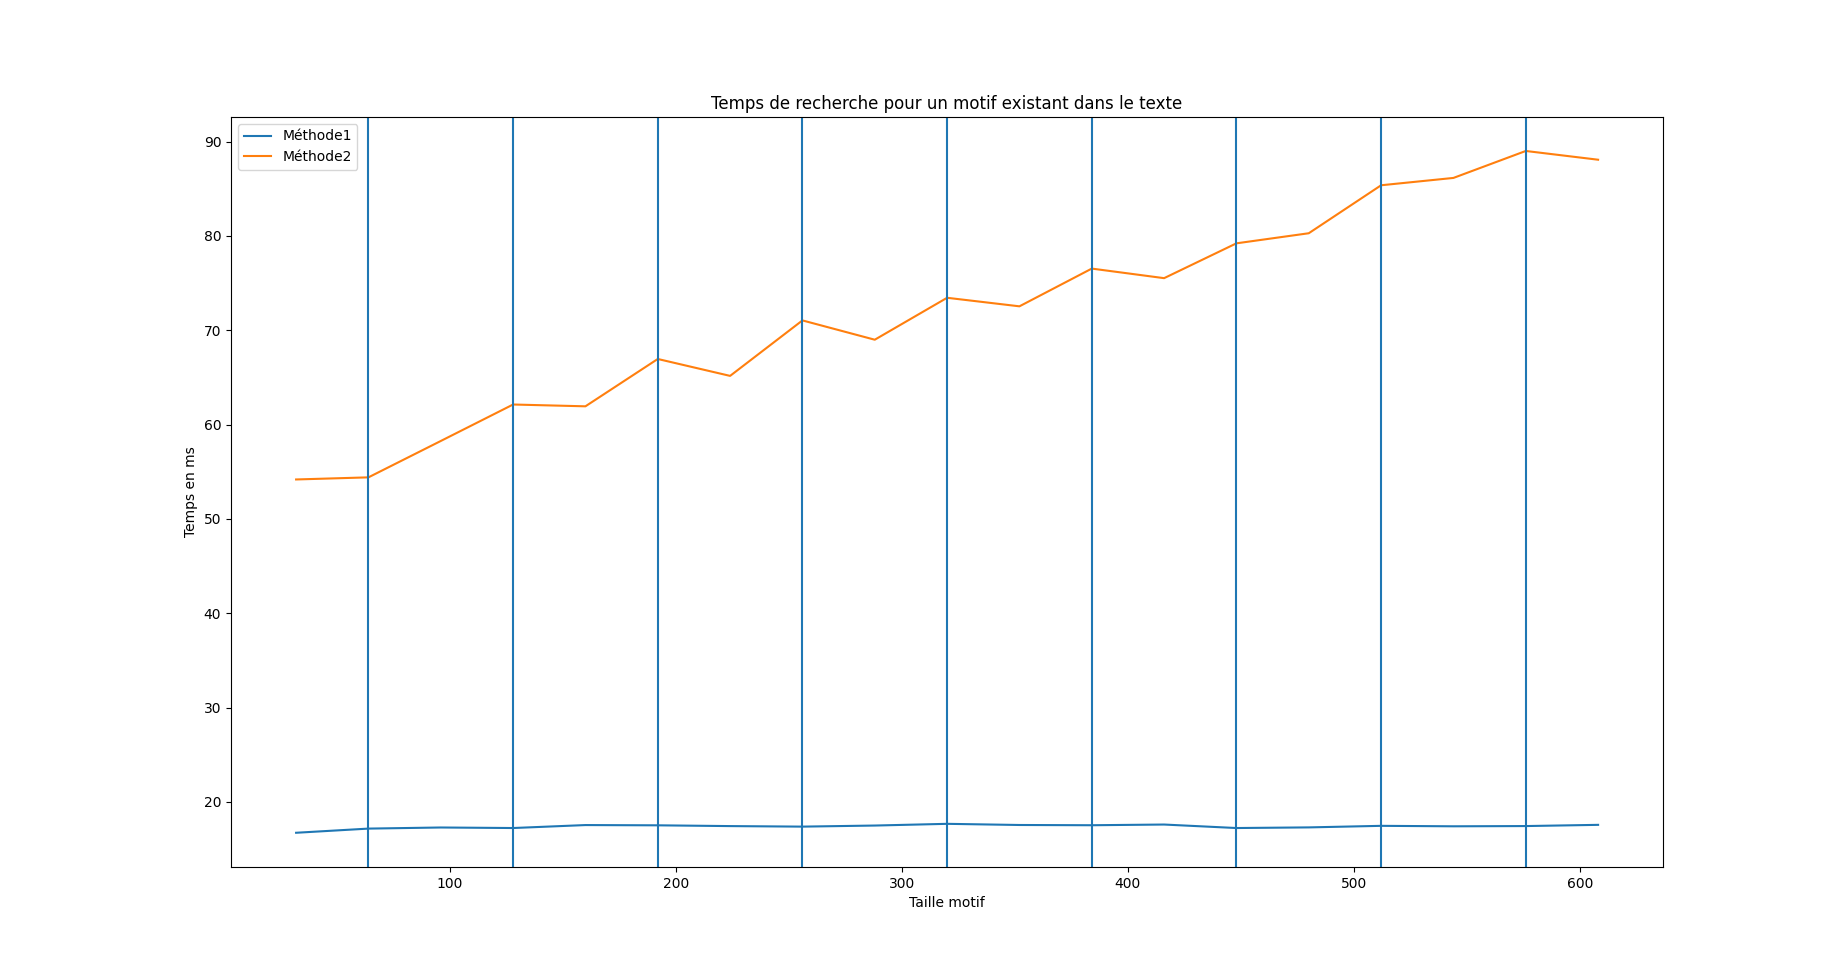 Temps de recherche pour un motif existant dans le texte
Méthode1
Méthode2
90
80
70
60
50
40
30
20
Temps en ms
100 200 300 400 500 600
Taille motif